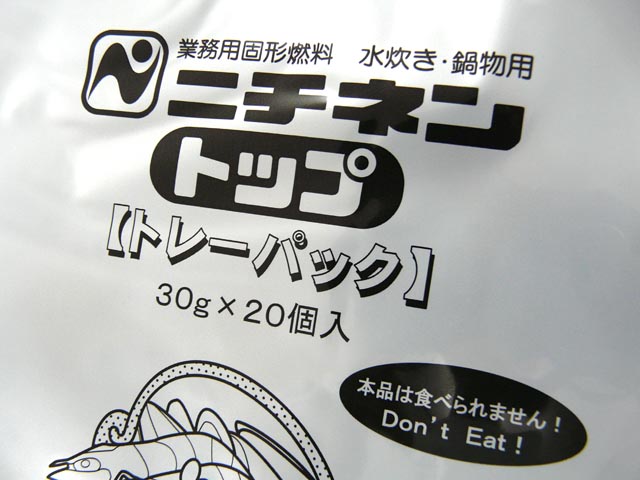 業務用固形燃料　水炊き・鍋物用
ニチネン
トップ
【トレーパック】
30g×20個入
本品は食べられません!
Don't Eat!